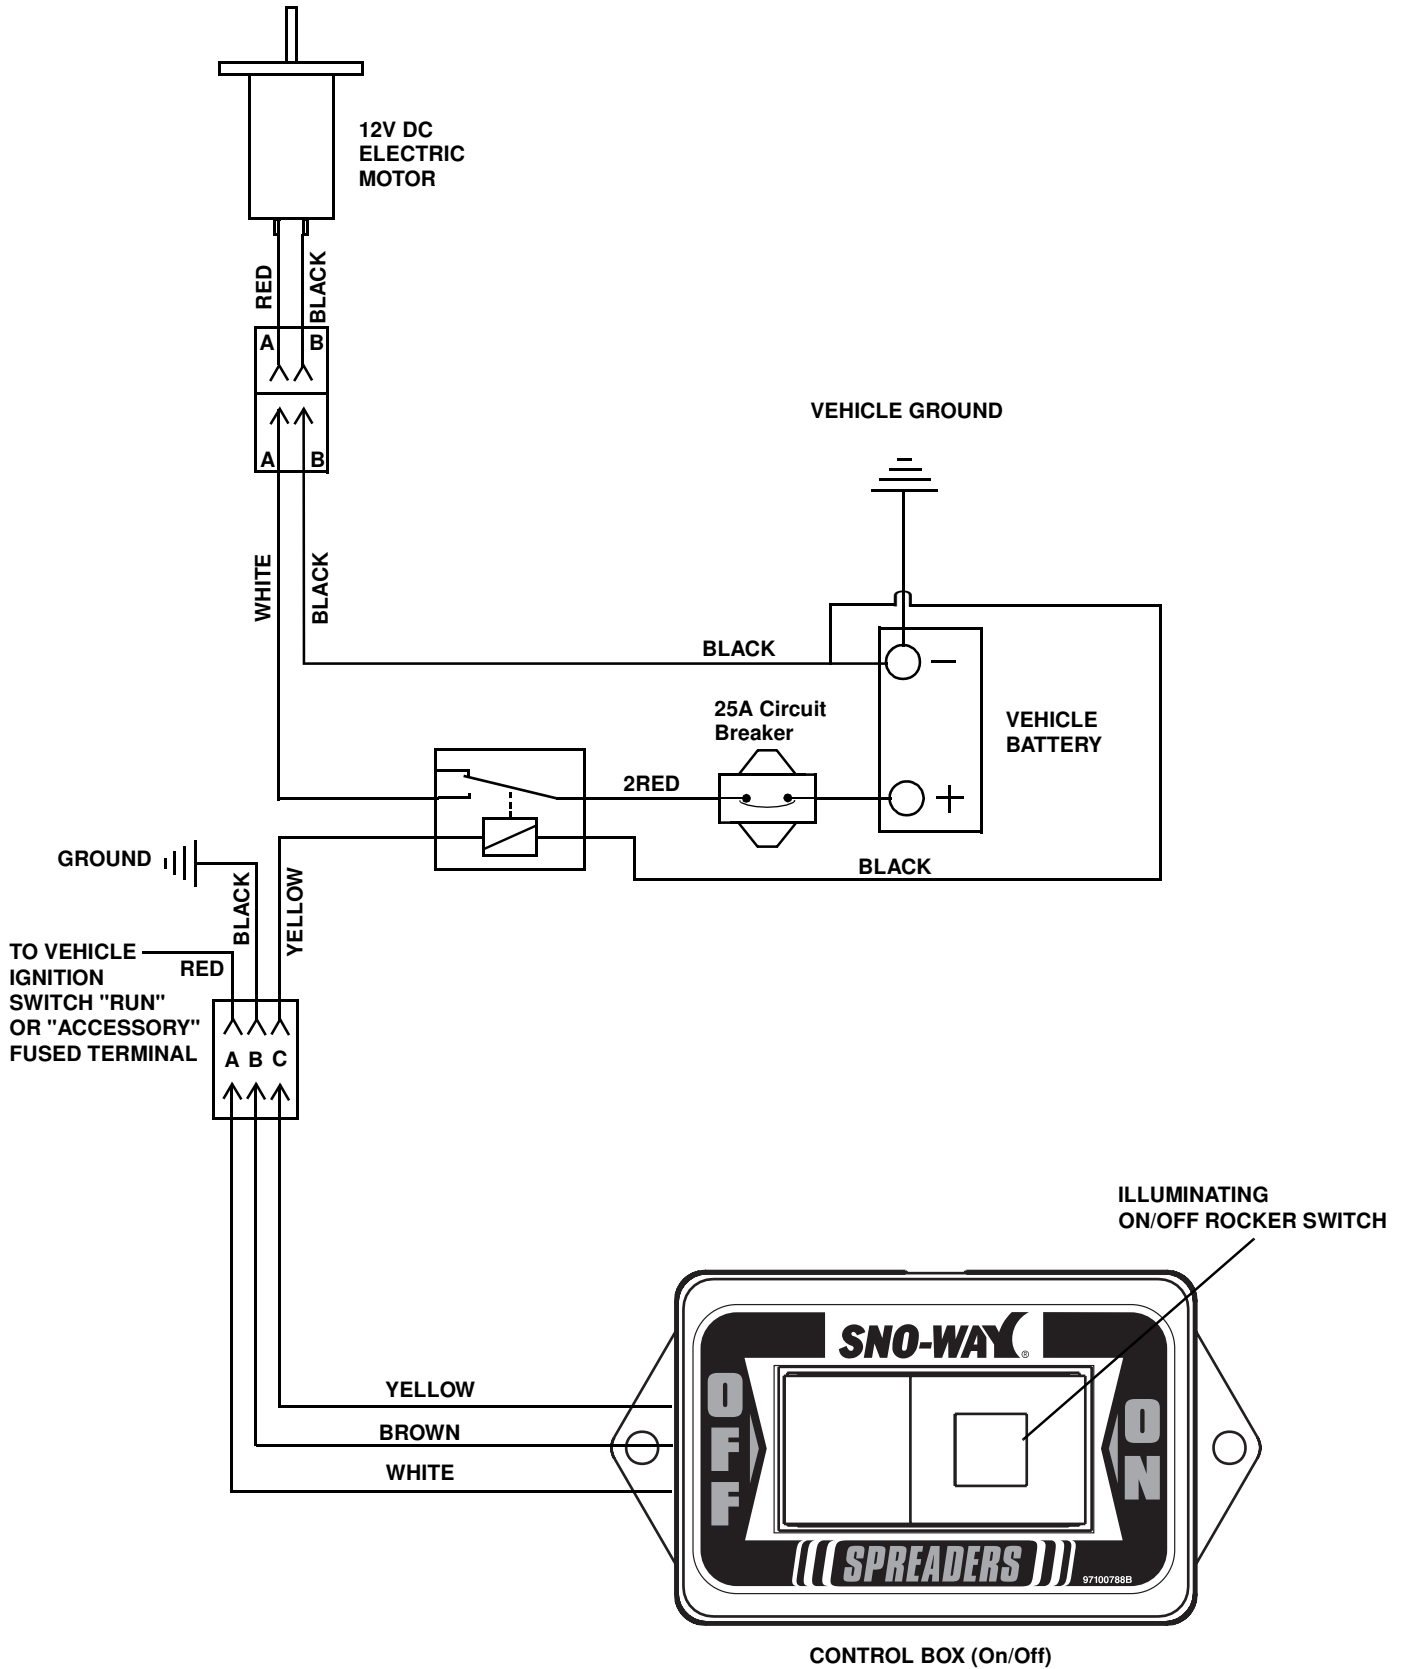 12V DC
ELECTRIC
MOTOR
RED
BLACK
A B
A B
VEHICLE GROUND
WHITE
BLACK
BLACK
−
25A Circuit
Breaker
VEHICLE
BATTERY
2RED
+
GROUND
BLACK
YELLOW
BLACK
TO VEHICLE
IGNITION
SWITCH "RUN"
OR "ACCESSORY"
FUSED TERMINAL
RED
A B C
ILLUMINATING
ON/OFF ROCKER SWITCH
YELLOW
BROWN
WHITE
SNO-WAY®
OFF
ON
SPREADERS
97100788B
CONTROL BOX (On/Off)